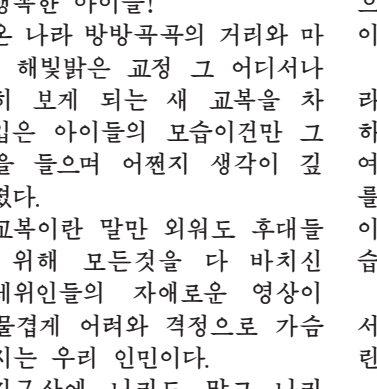 행복한 아이들!
온 나라 방방곡곡의 거리와 마
해빛밝은 교정 그 어디서나
히 보게 되는 새 교복을 차
입은 아이들의 모습이건만 그
을 들으며 어쩐지 생각이 깊
졌다.
교복이란 말만 외워도 후대들
위해 모든것을 다 바치신
세위인들의 자애로운 영상이
물겹게 어려와 격정으로 가슴
지는 우리 인민이다.
이
라
하
여
를
이
습
서
린